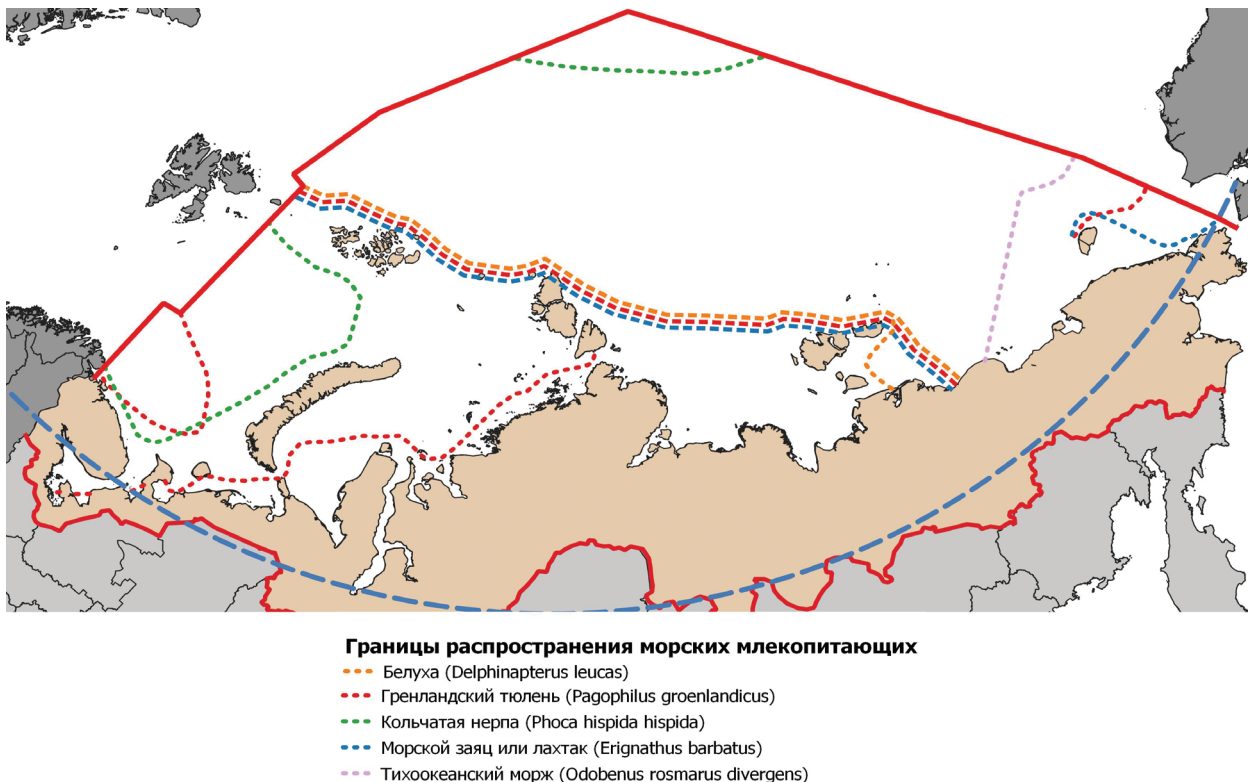 Границы распространения морских млекопитающих
Белуха (Delphinapterus leucas)
Гренландский тюлень (Pagophilus groenlandicus)
Кольчатая нерпа (Phoca hispida hispida)
Морской заяц или лахтак (Erignathus barbatus)
Тихоокеанский морж (Odobenus rosmarus divergens)